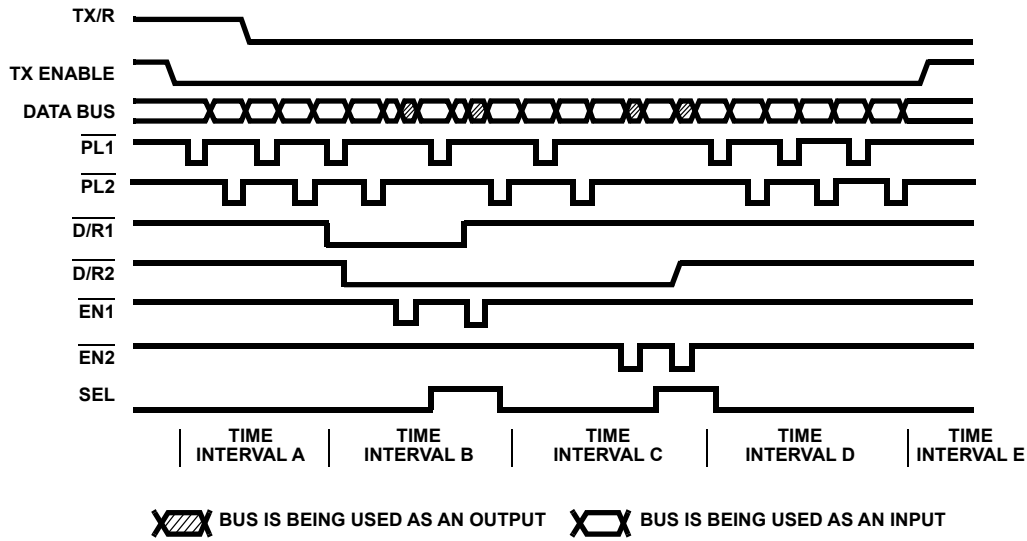 TX/R
TX ENABLE
DATA BUS
PL1
PL2
D/R1
D/R2
EN1
EN2
SEL
TIME INTERVAL A
TIME INTERVAL B
TIME INTERVAL C
TIME INTERVAL D
TIME INTERVAL E
BUS IS BEING USED AS AN OUTPUT
BUS IS BEING USED AS AN INPUT